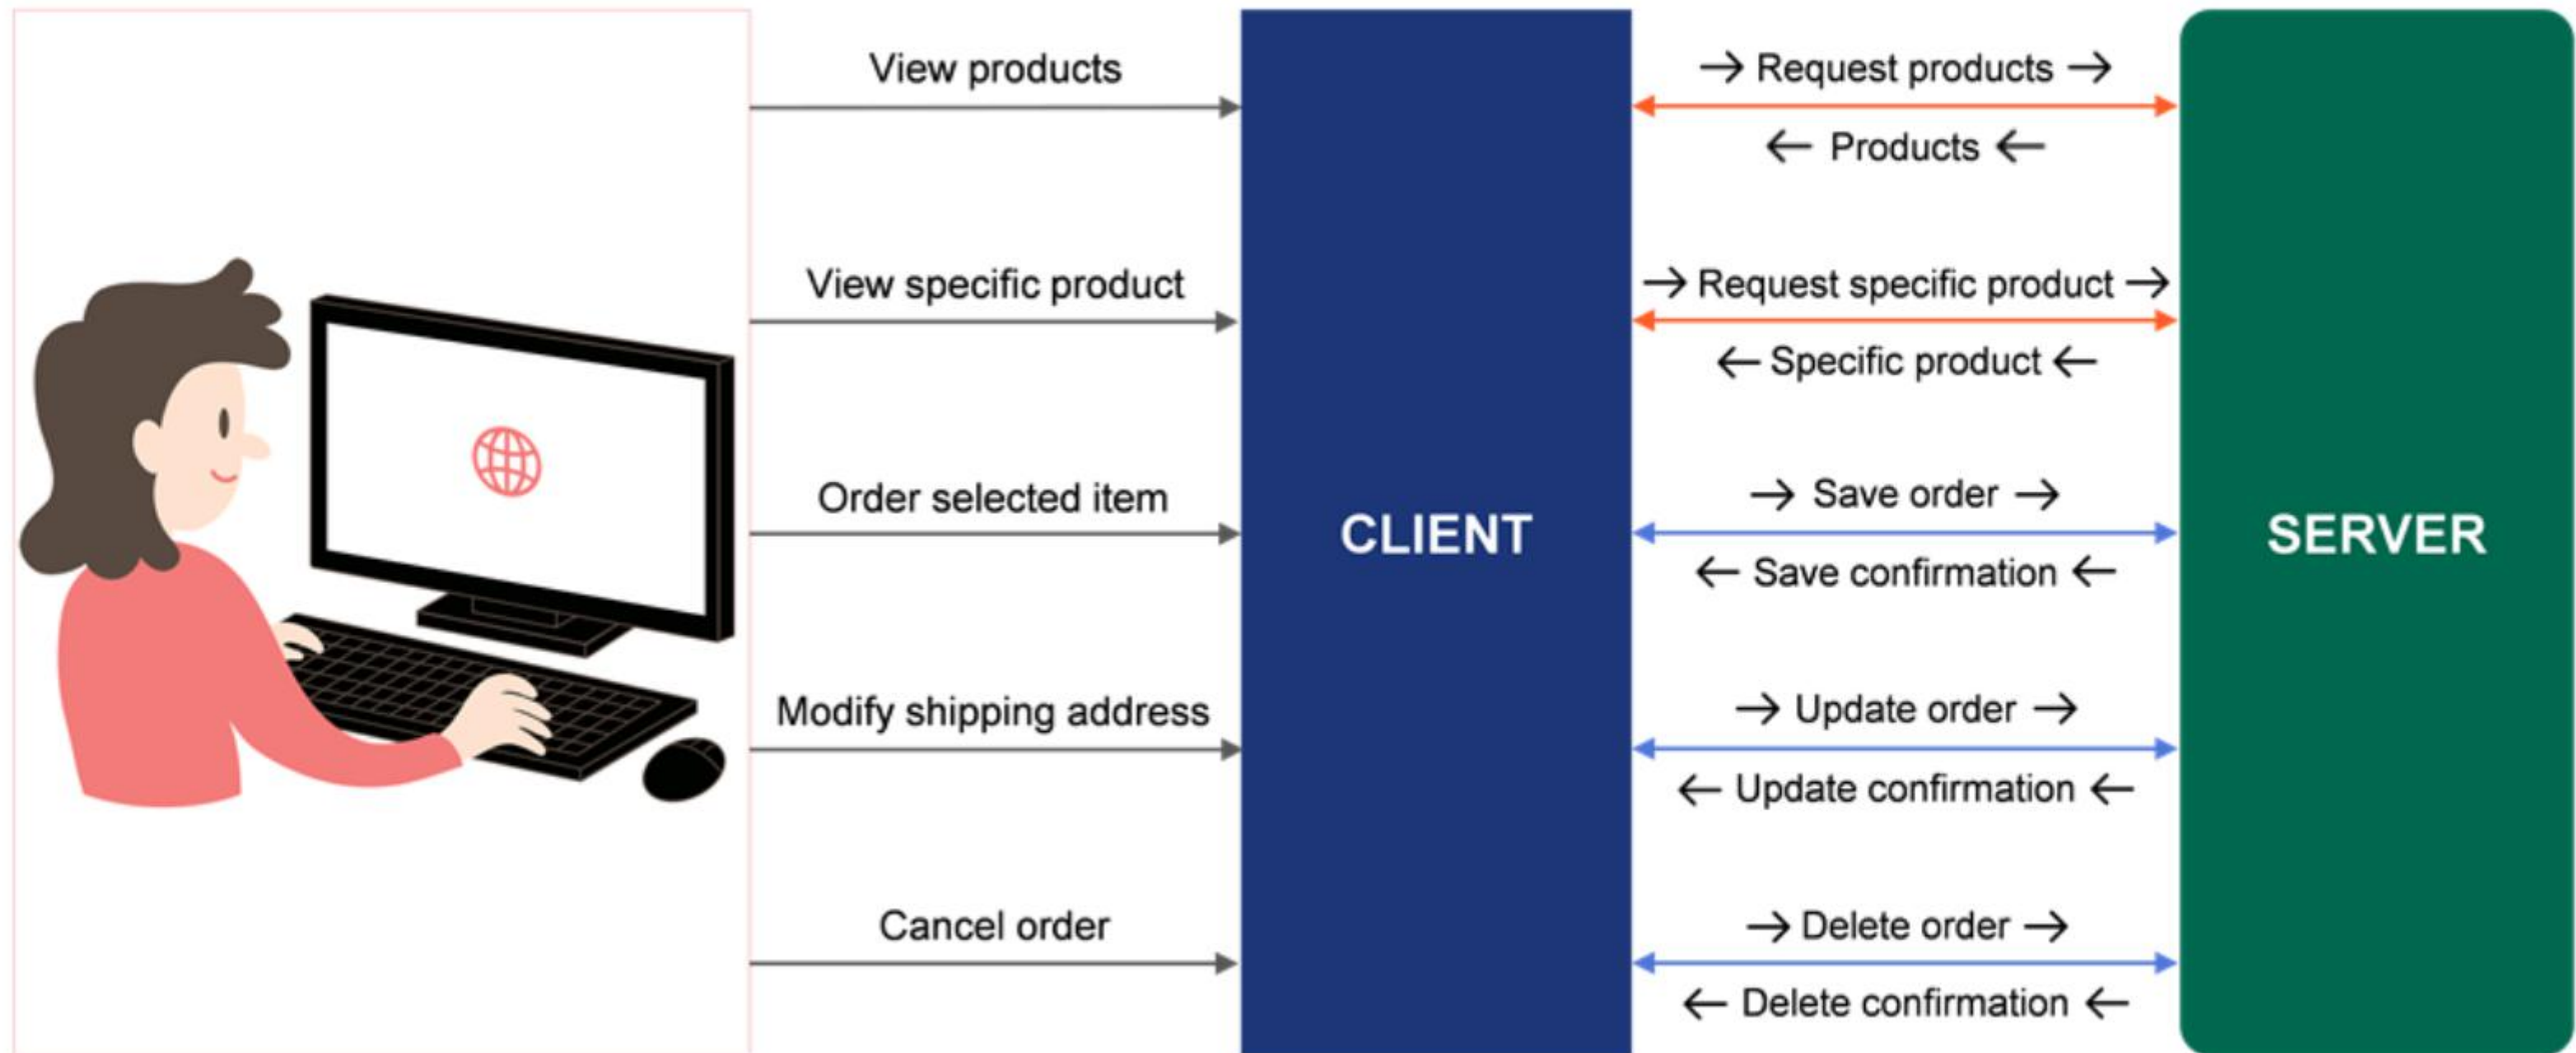 View products
→ Request products →
← Products ←
View specific product
→ Request specific product →
← Specific product ←
Order selected item
→ Save order →
← Save confirmation ←
CLIENT
SERVER
Modify shipping address
→ Update order →
← Update confirmation ←
Cancel order
→ Delete order →
← Delete confirmation ←